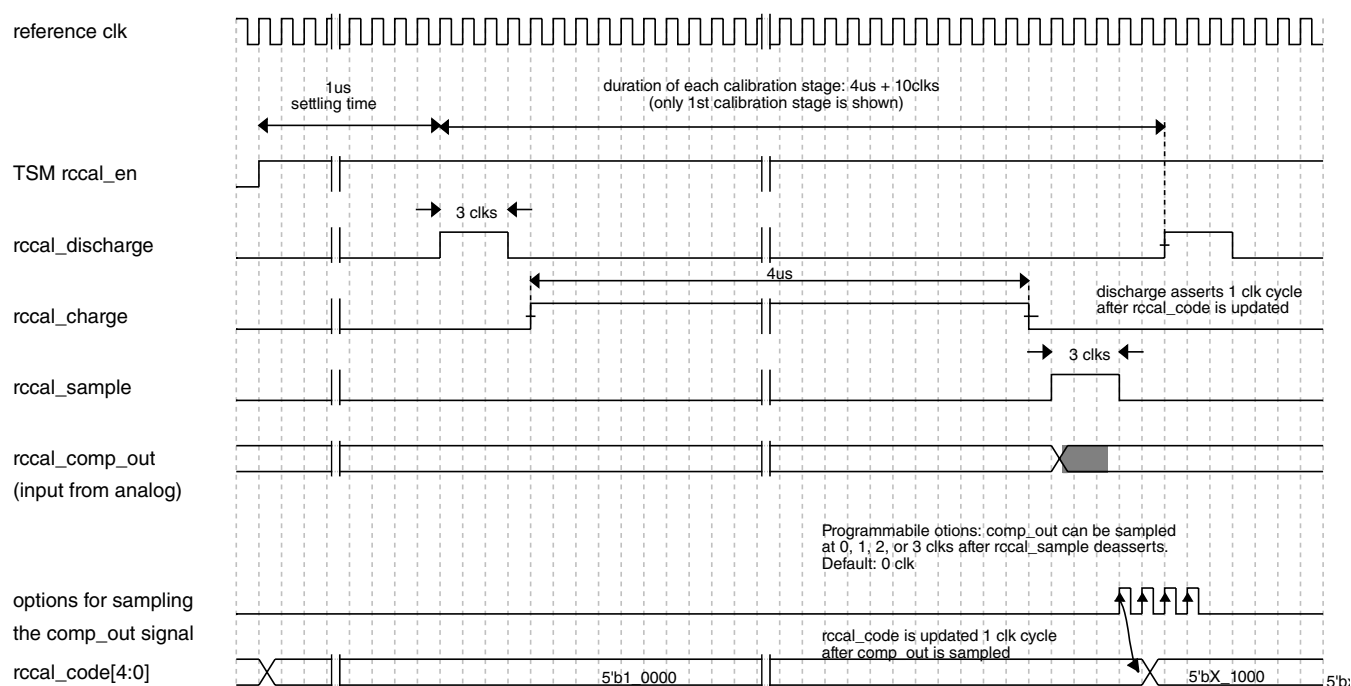 reference clk
1us
settling time
duration of each calibration stage: 4us + 10clks
(only 1st calibration stage is shown)
TSM rccal_en
3 clks
rccal_discharge
4us
discharge asserts 1 clk cycle
after rccal_code is updated
rccal_charge
3 clks
rccal_sample
rccal_comp_out
(input from analog)
Programmabile otions: comp_out can be sampled
at 0, 1, 2, or 3 clks after rccal_sample deasserts.
Default: 0 clk
options for sampling
the comp_out signal
rccal_code is updated 1 clk cycle
after comp_out is sampled
rccal_code[4:0]
5'b1_0000
5'bX_1000
5'bx